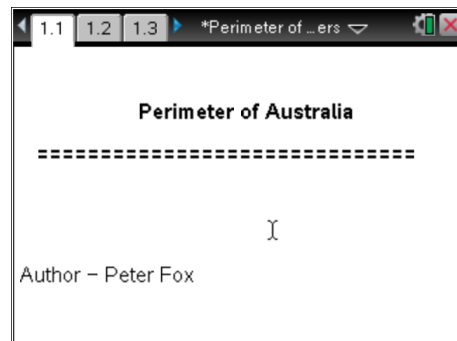 1.1 1.2 1.3 *Perimeter of …ers
Perimeter of Australia
==============================
Author – Peter Fox